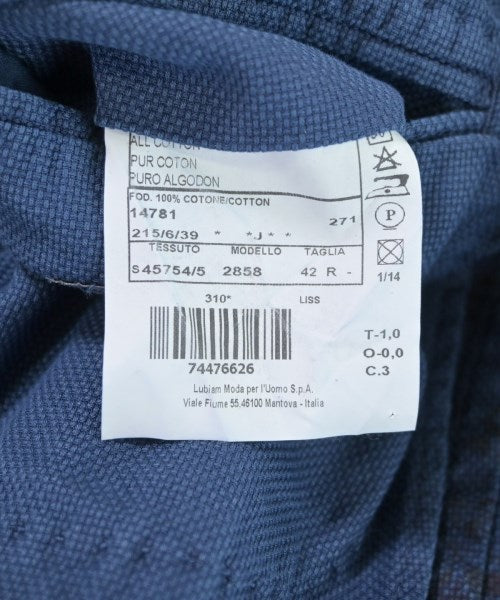 ALL COTTON
PUR COTON
PURO ALGODON
FOD. 100% COTONE/COTTON
14781 271
215/6/39 * *J* *
TESSUTO MODELLO TAGLIA
S45754/5 2858 42 R -
310* LISS
74476626
Lubiam Moda per l'Uomo S.p.A.
Viale Fiume 55,46100 Mantova - Italia
P
1/14
T-1,0
O-0,0
C.3